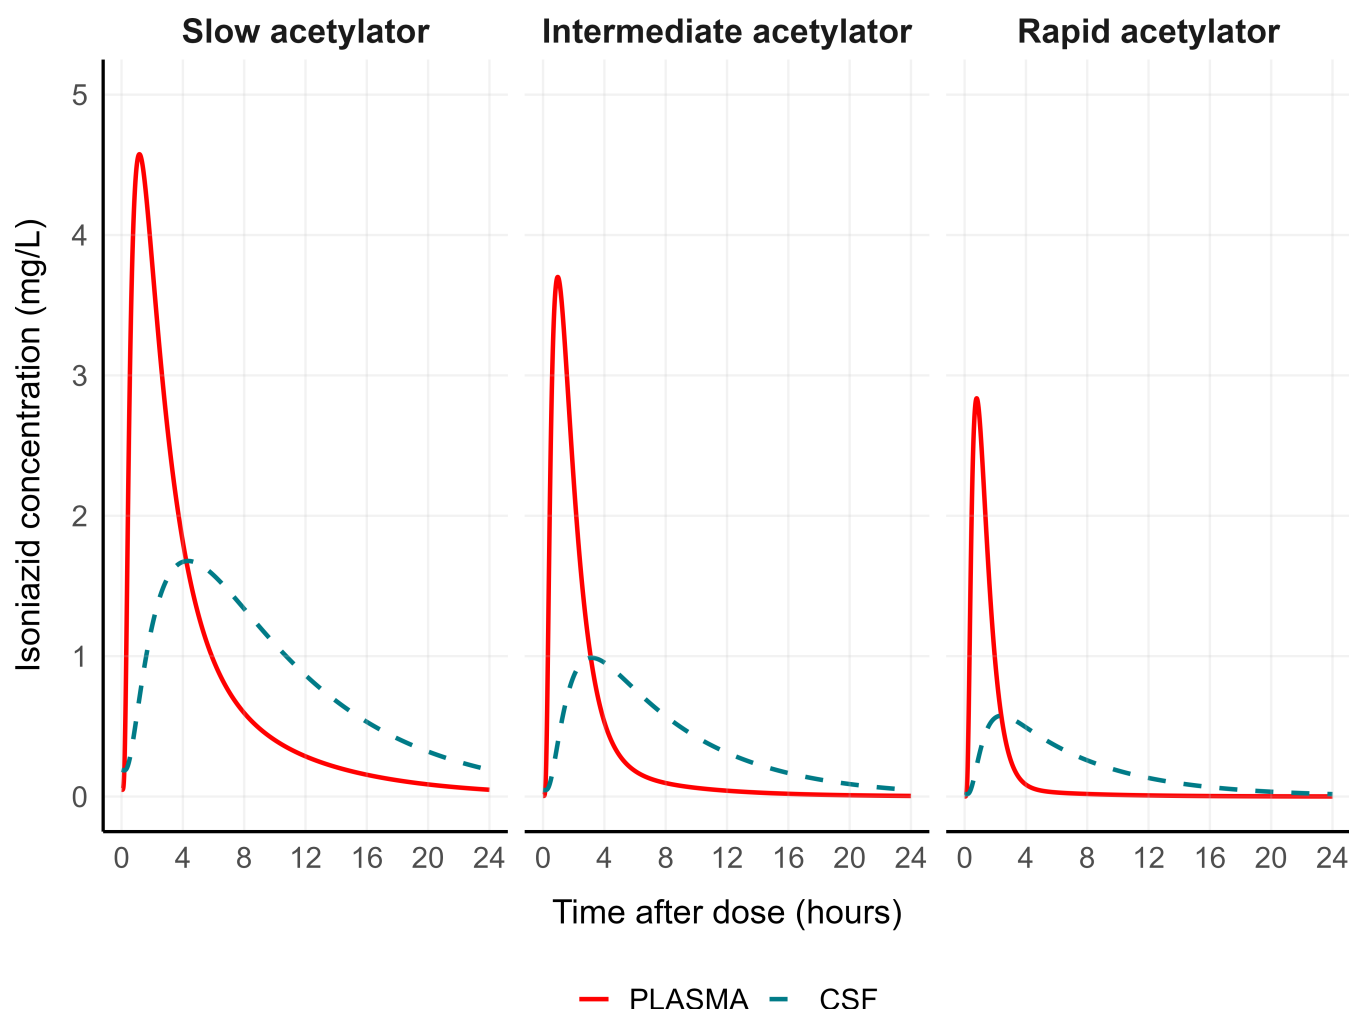 Slow acetylator Intermediate acetylator Rapid acetylator
5
4
3
2
1
0
Isoniazid concentration (mg/L)
0 4 8 12 16 20 24 0 4 8 12 16 20 24 0 4 8 12 16 20 24
Time after dose (hours)
PLASMA CSF